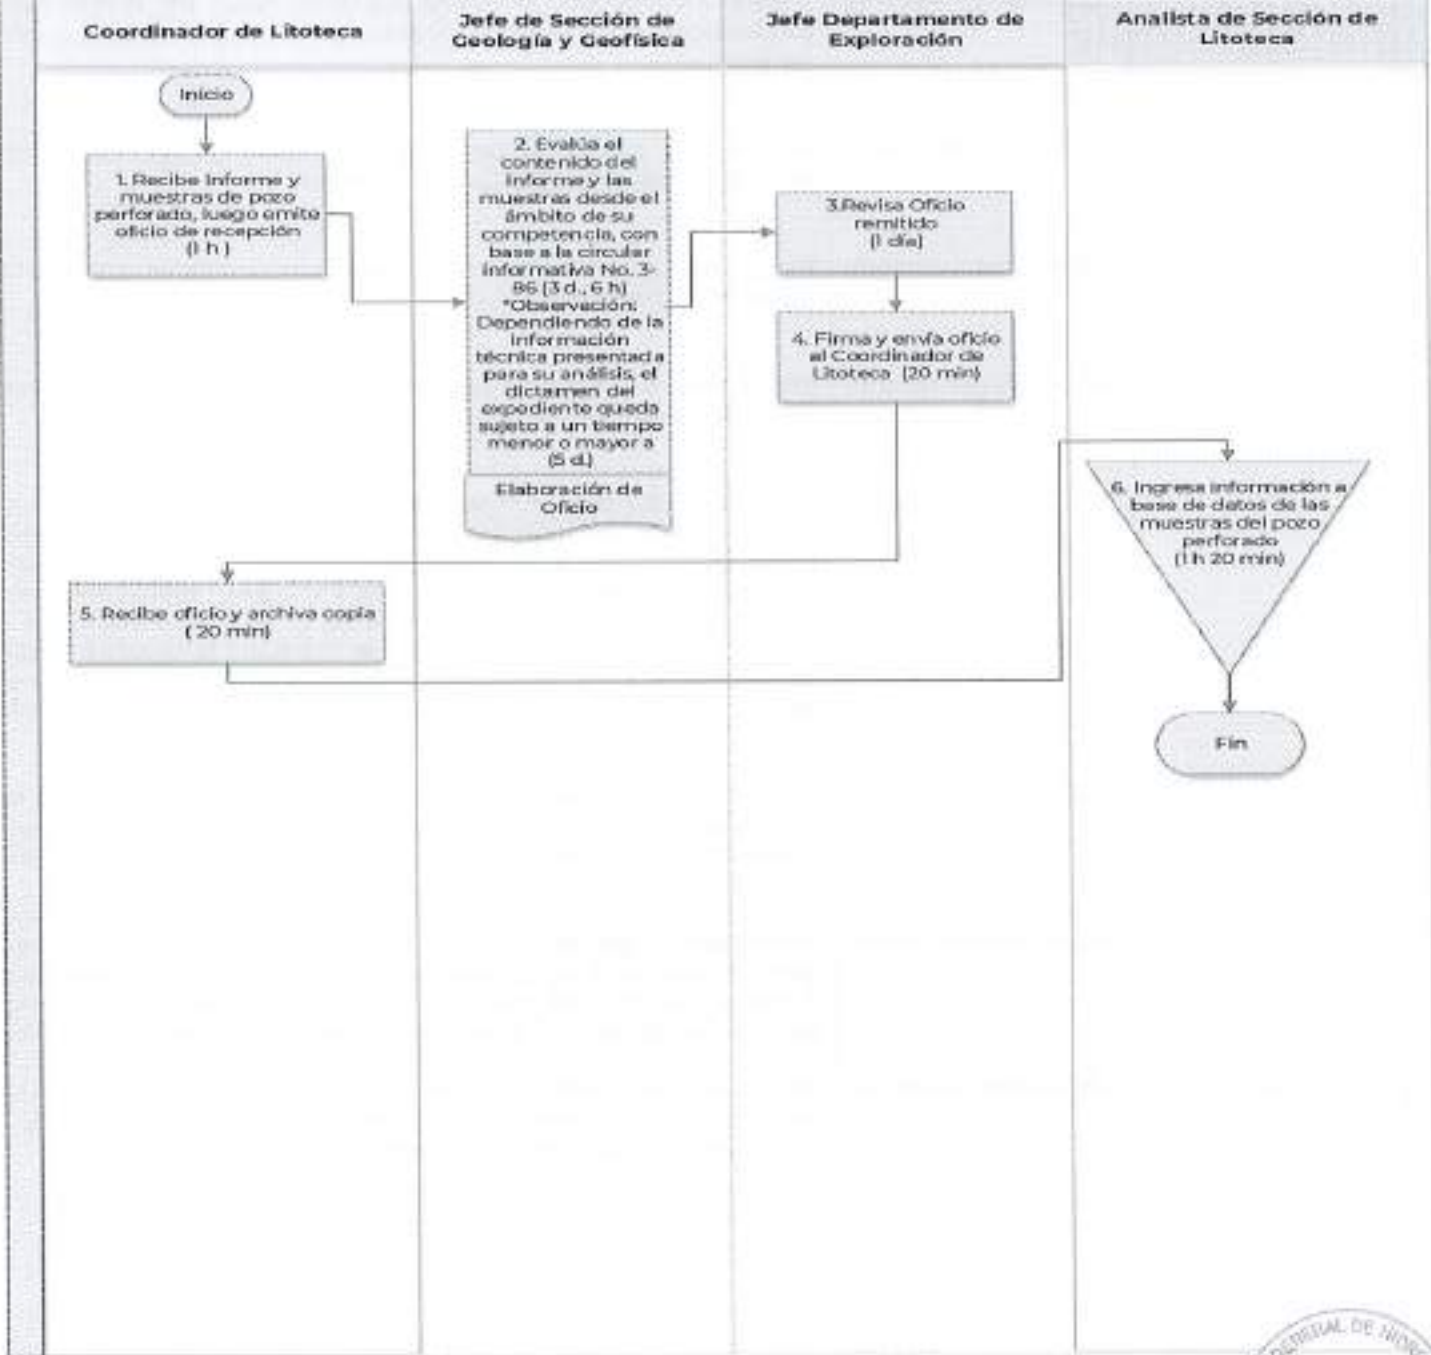 Coordinador de Litoteca
Jefe de Sección de
Geología y Geofísica
Jefe Departamento de
Exploración
Analista de Sección de
Litoteca
Inicio
1. Recibe Informe y
muestras de pozo
perforado, luego emite
oficio de recepción
(1 h )
2. Evalúa el
contenido del
Informe y las
muestras desde el
ámbito de su
competencia, con
base a la circular
informativa No. 3-
86 (3 d., 6 h)
*Observación:
Dependiendo de la
información
técnica presentada
para su análisis, el
dictamen del
expediente queda
sujeto a un tiempo
menor o mayor a
(5 d.)
Elaboración de
Oficio
3.Revisa Oficio
remitido
(1 día)
4. Firma y envía oficio
al Coordinador de
Litoteca (20 min)
5. Recibe oficio y archiva copia
( 20 min)
6. Ingresa información a
base de datos de las
muestras del pozo
perforado
(1 h 20 min)
Fin
GENERAL DE